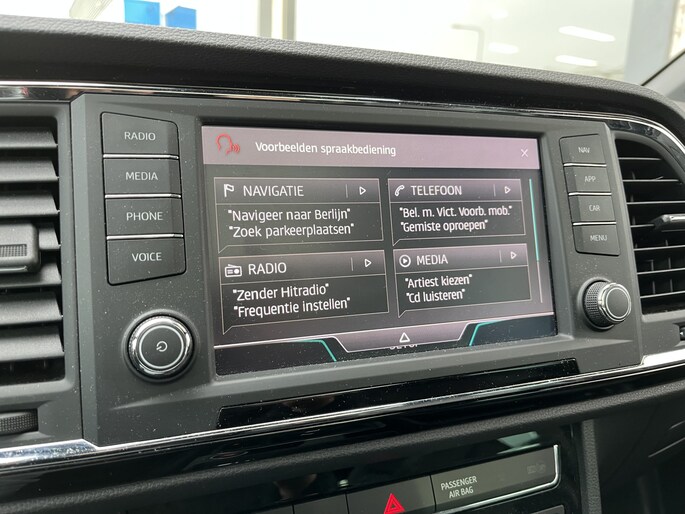 RADIO
MEDIA
PHONE
VOICE
Voorbeelden spraakbediening
NAVIGATIE
"Navigeer naar Berlijn"
"Zoek parkeerplaatsen"
TELEFOON
"Bel. m. Vict. Voorb. mob."
"Gemiste oproepen"
RADIO
"Zender Hitradio"
"Frequentie instellen"
MEDIA
"Artiest kiezen"
"Cd luisteren"
NAV
APP
CAR
MENU
PASSENGER
AIR BAG